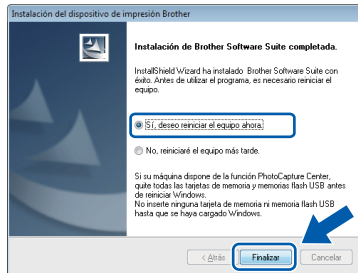 Instalación del dispositivo de impresión Brother
Instalación de Brother Software Suite completada.
InstallShield Wizard ha instalado Brother Software Suite con
éxito. Antes de utilizar el programa, es necesario reiniciar el
equipo.
Sí, deseo reiniciar el equipo ahora.
No, reiniciaré el equipo más tarde.
Si su máquina dispone de la función PhotoCapture Center,
quite todas las tarjetas de memoria y memorias flash USB antes
de reiniciar Windows.
No inserte ninguna tarjeta de memoria ni memoria flash USB
hasta que se haya cargado Windows.
< Atrás Finalizar Cancelar